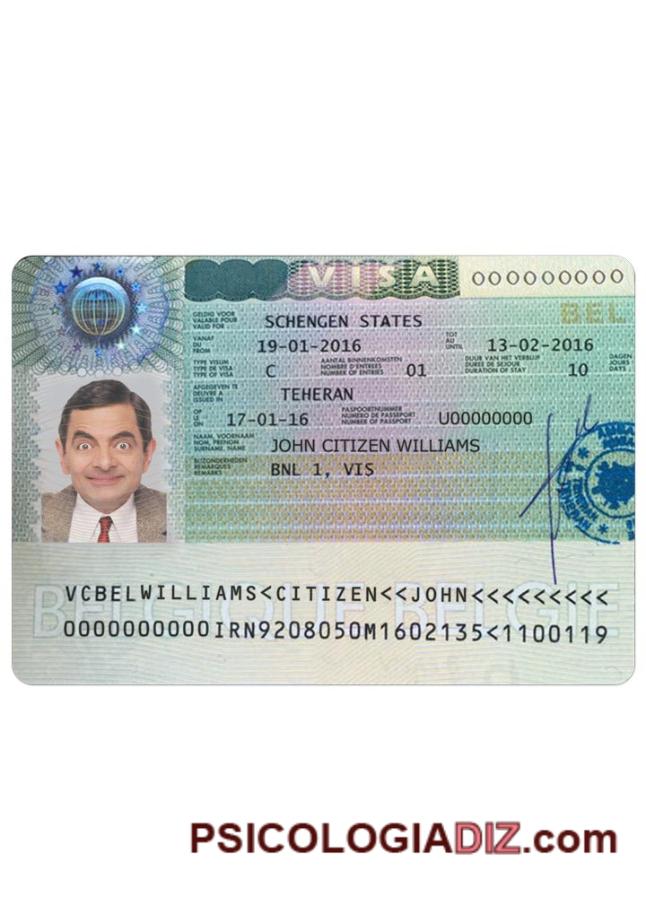 VISA 000000000
BEL
GELDIG VOOR
VALABLE POUR
VALID FOR
SCHENGEN STATES
VANAF
DU
FROM
19-01-2016
TOT
AU
UNTIL
13-02-2016
TYPE VISUM
TYPE DE VISA
TYPE OF VISA
C
AANTAL BINNENKOMSTEN
NOMBRE D'ENTREES
NUMBER OF ENTRIES
01
DUUR VAN HET VERBLIJF
DUREE DE SEJOUR
DURATION OF STAY
10
DAGEN
JOURS
DAYS
AFGEGEVEN TE
DELIVRE A
ISSUED IN
TEHERAN
OP
LE
ON
17-01-16
PASPOORTNUMMER
NUMERO DE PASSEPORT
NUMBER OF PASSPORT
U00000000
NAAM, VOORNAAM
NOM, PRENOM
SURNAME, NAME
JOHN CITIZEN WILLIAMS
BIJZONDERHEDEN
REMARQUES
REMARKS
BNL 1, VIS
BELGIQUE BELGIE
VCBELWILLIAMS<CITIZEN<<JOHN<<<<<<<<<
0000000000IRN9208050M1602135<1100119
PSICOLOGIADIZ.com